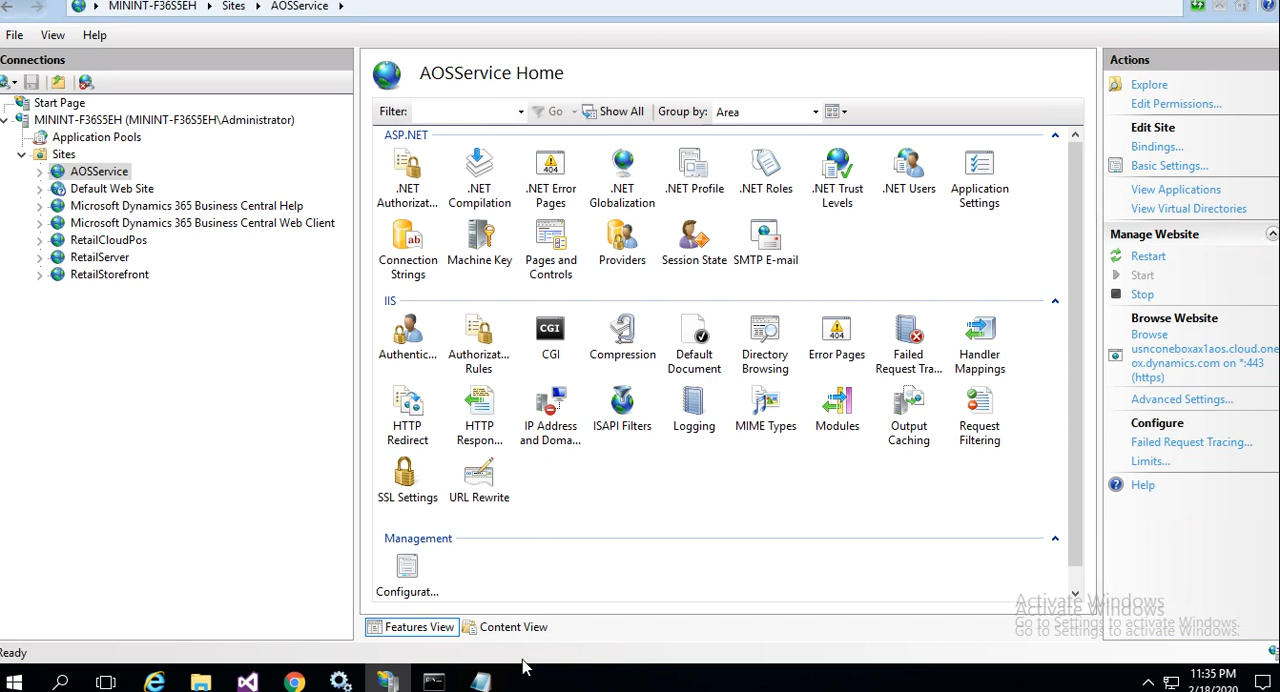 MININT-F36S5EH
Sites
AOSService
File
View
Help
Connections
Start Page
MININT-F36S5EH (MININT-F36S5EH\Administrator)
Application Pools
Sites
AOSService
Default Web Site
Microsoft Dynamics 365 Business Central Help
Microsoft Dynamics 365 Business Central Web Client
RetailCloudPos
RetailServer
RetailStorefront
AOSService Home
Filter:
Go
Show All
Group by:
Area
ASP.NET
.NET Authorizat...
.NET Compilation
.NET Error Pages
.NET Globalization
.NET Profile
.NET Roles
.NET Trust Levels
.NET Users
Application Settings
Connection Strings
Machine Key
Pages and Controls
Providers
Session State
SMTP E-mail
IIS
Authentic...
Authorizat... Rules
CGI
Compression
Default Document
Directory Browsing
Error Pages
Failed Request Tra...
Handler Mappings
HTTP Redirect
HTTP Respon...
IP Address and Doma...
ISAPI Filters
Logging
MIME Types
Modules
Output Caching
Request Filtering
SSL Settings
URL Rewrite
Management
Configurat...
Features View
Content View
Actions
Explore
Edit Permissions...
Edit Site
Bindings...
Basic Settings...
View Applications
View Virtual Directories
Manage Website
Restart
Start
Stop
Browse Website
Browse
usnconeboxax1aos.cloud.one
ox.dynamics.com on *:443
(https)
Advanced Settings...
Configure
Failed Request Tracing...
Limits...
Help
Activate Windows
Activate Windows
Go to Settings to activate Windows.
Go to Settings to activate Windows.
Ready
11:35 PM
2/18/2020